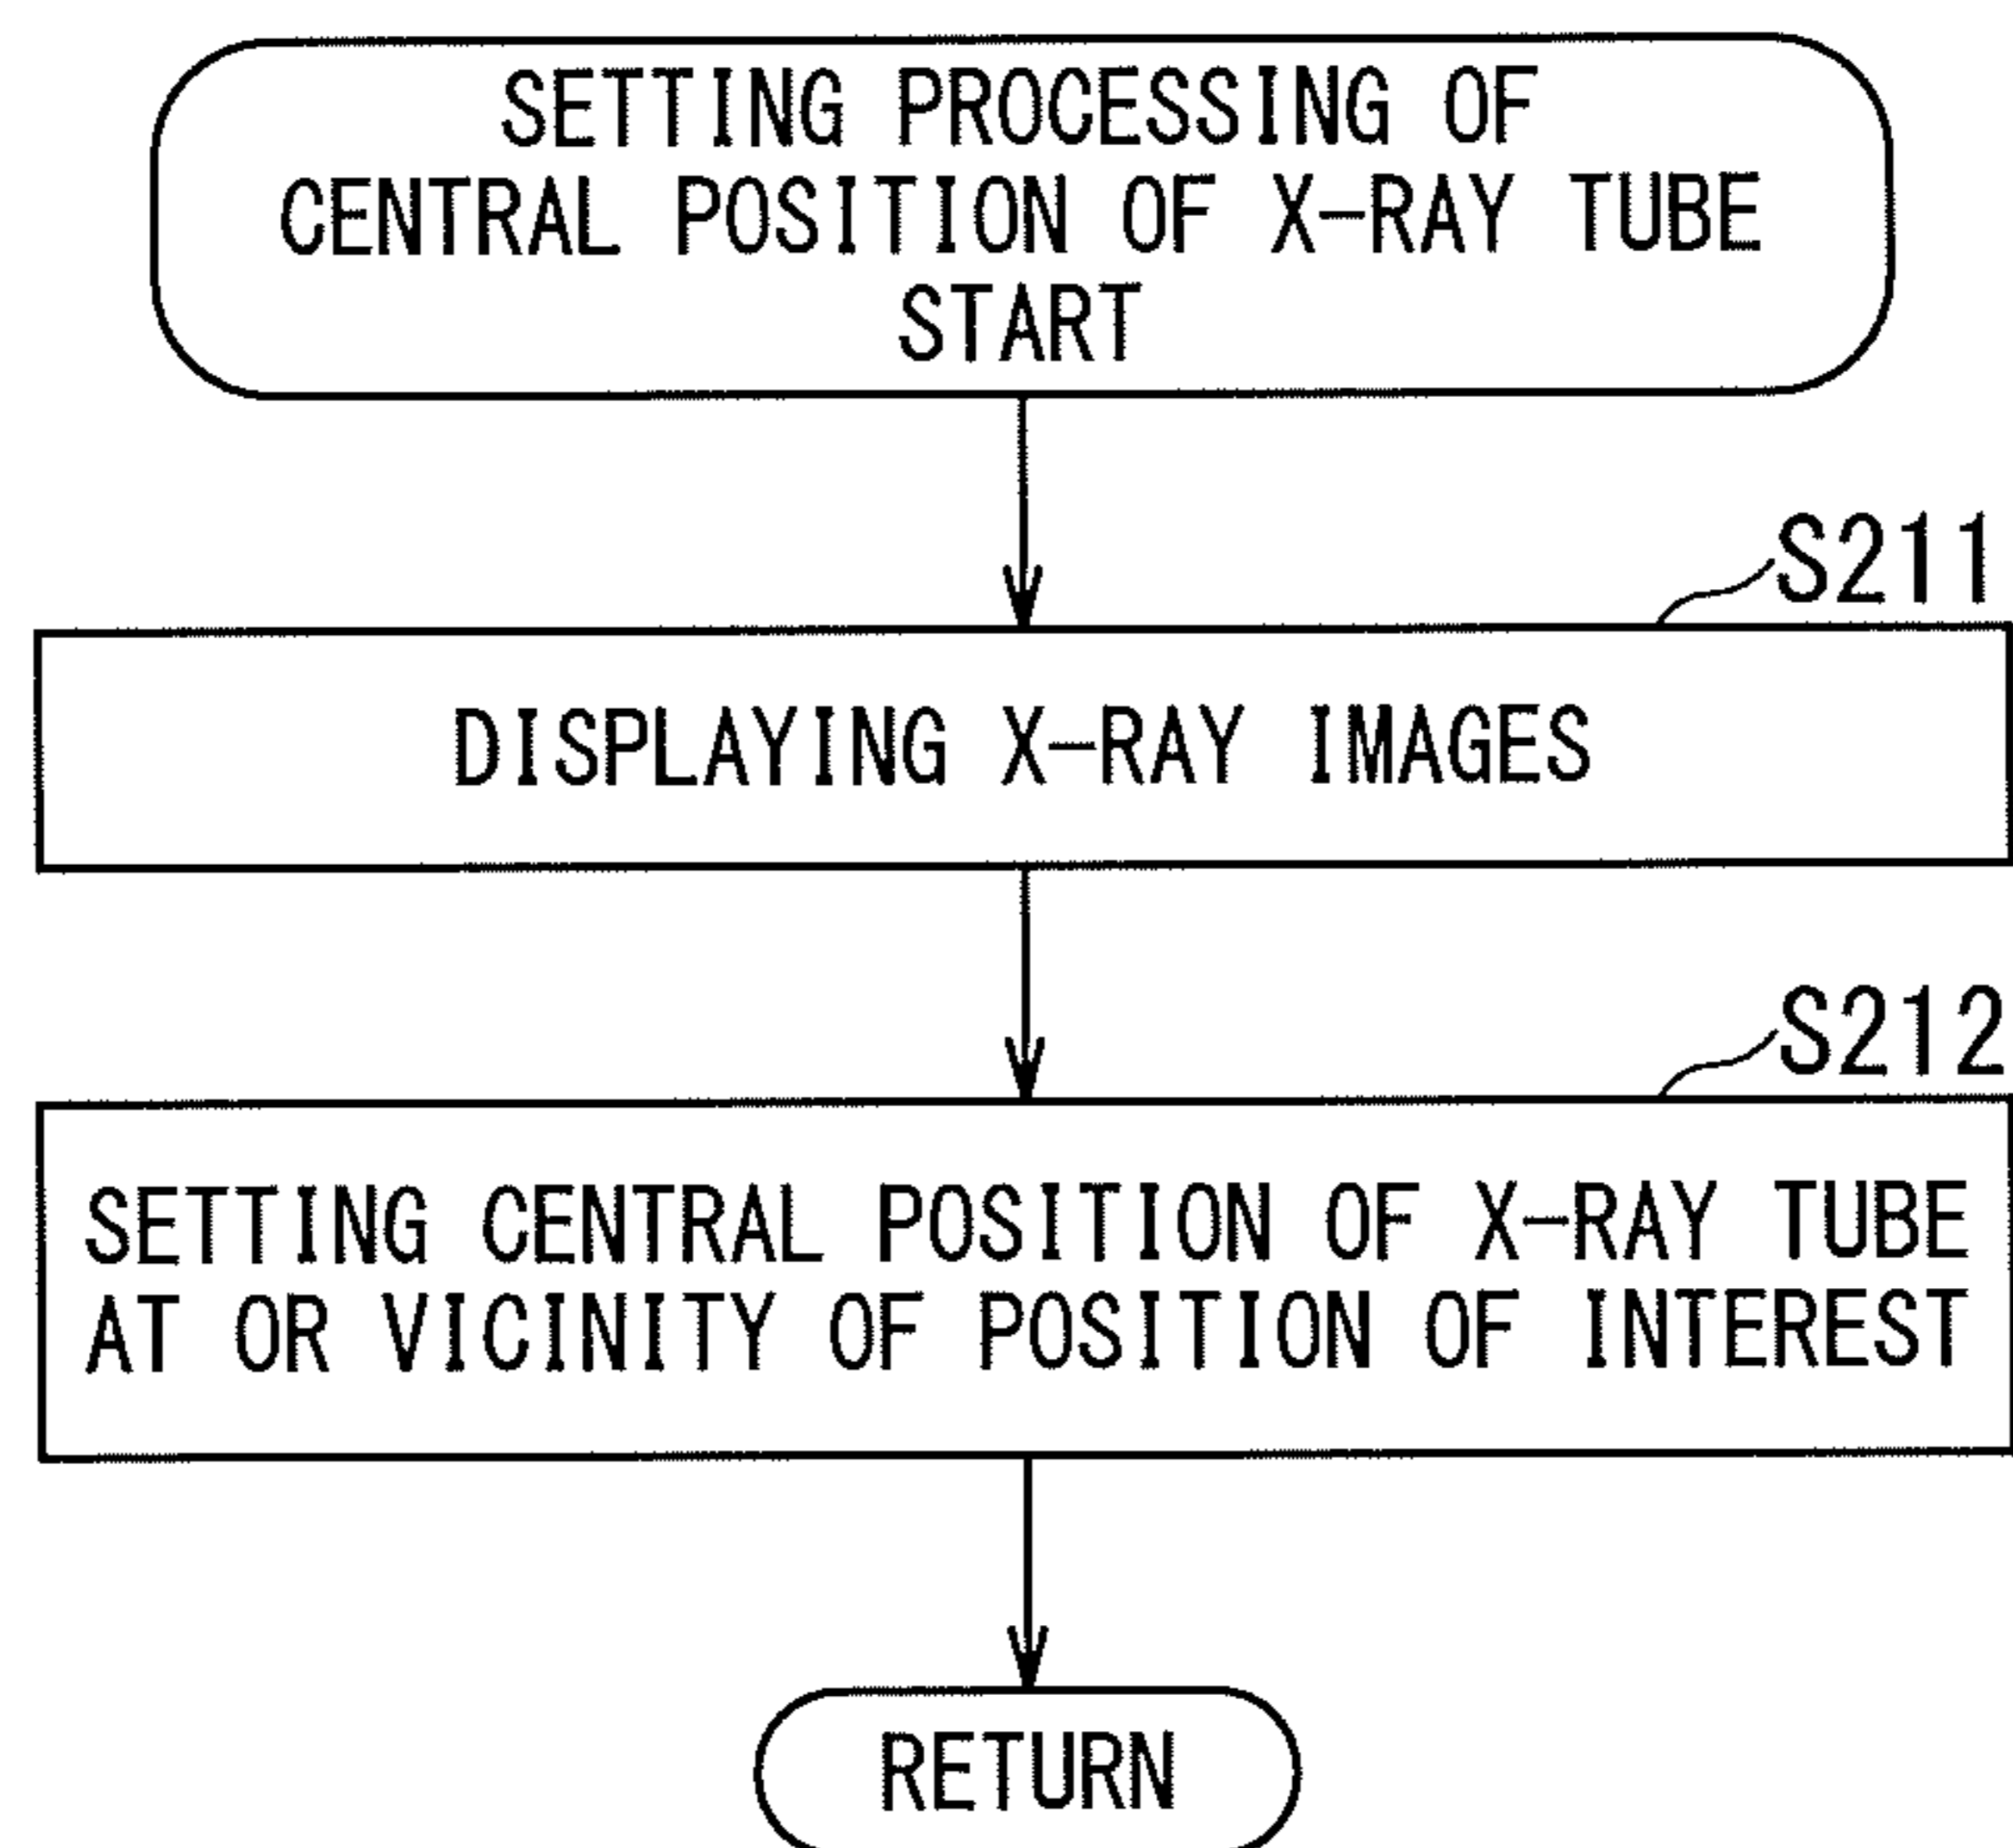 SETTING PROCESSING OF
CENTRAL POSITION OF X-RAY TUBE
START
S211
DISPLAYING X-RAY IMAGES
S212
SETTING CENTRAL POSITION OF X-RAY TUBE
AT OR VICINITY OF POSITION OF INTEREST
RETURN